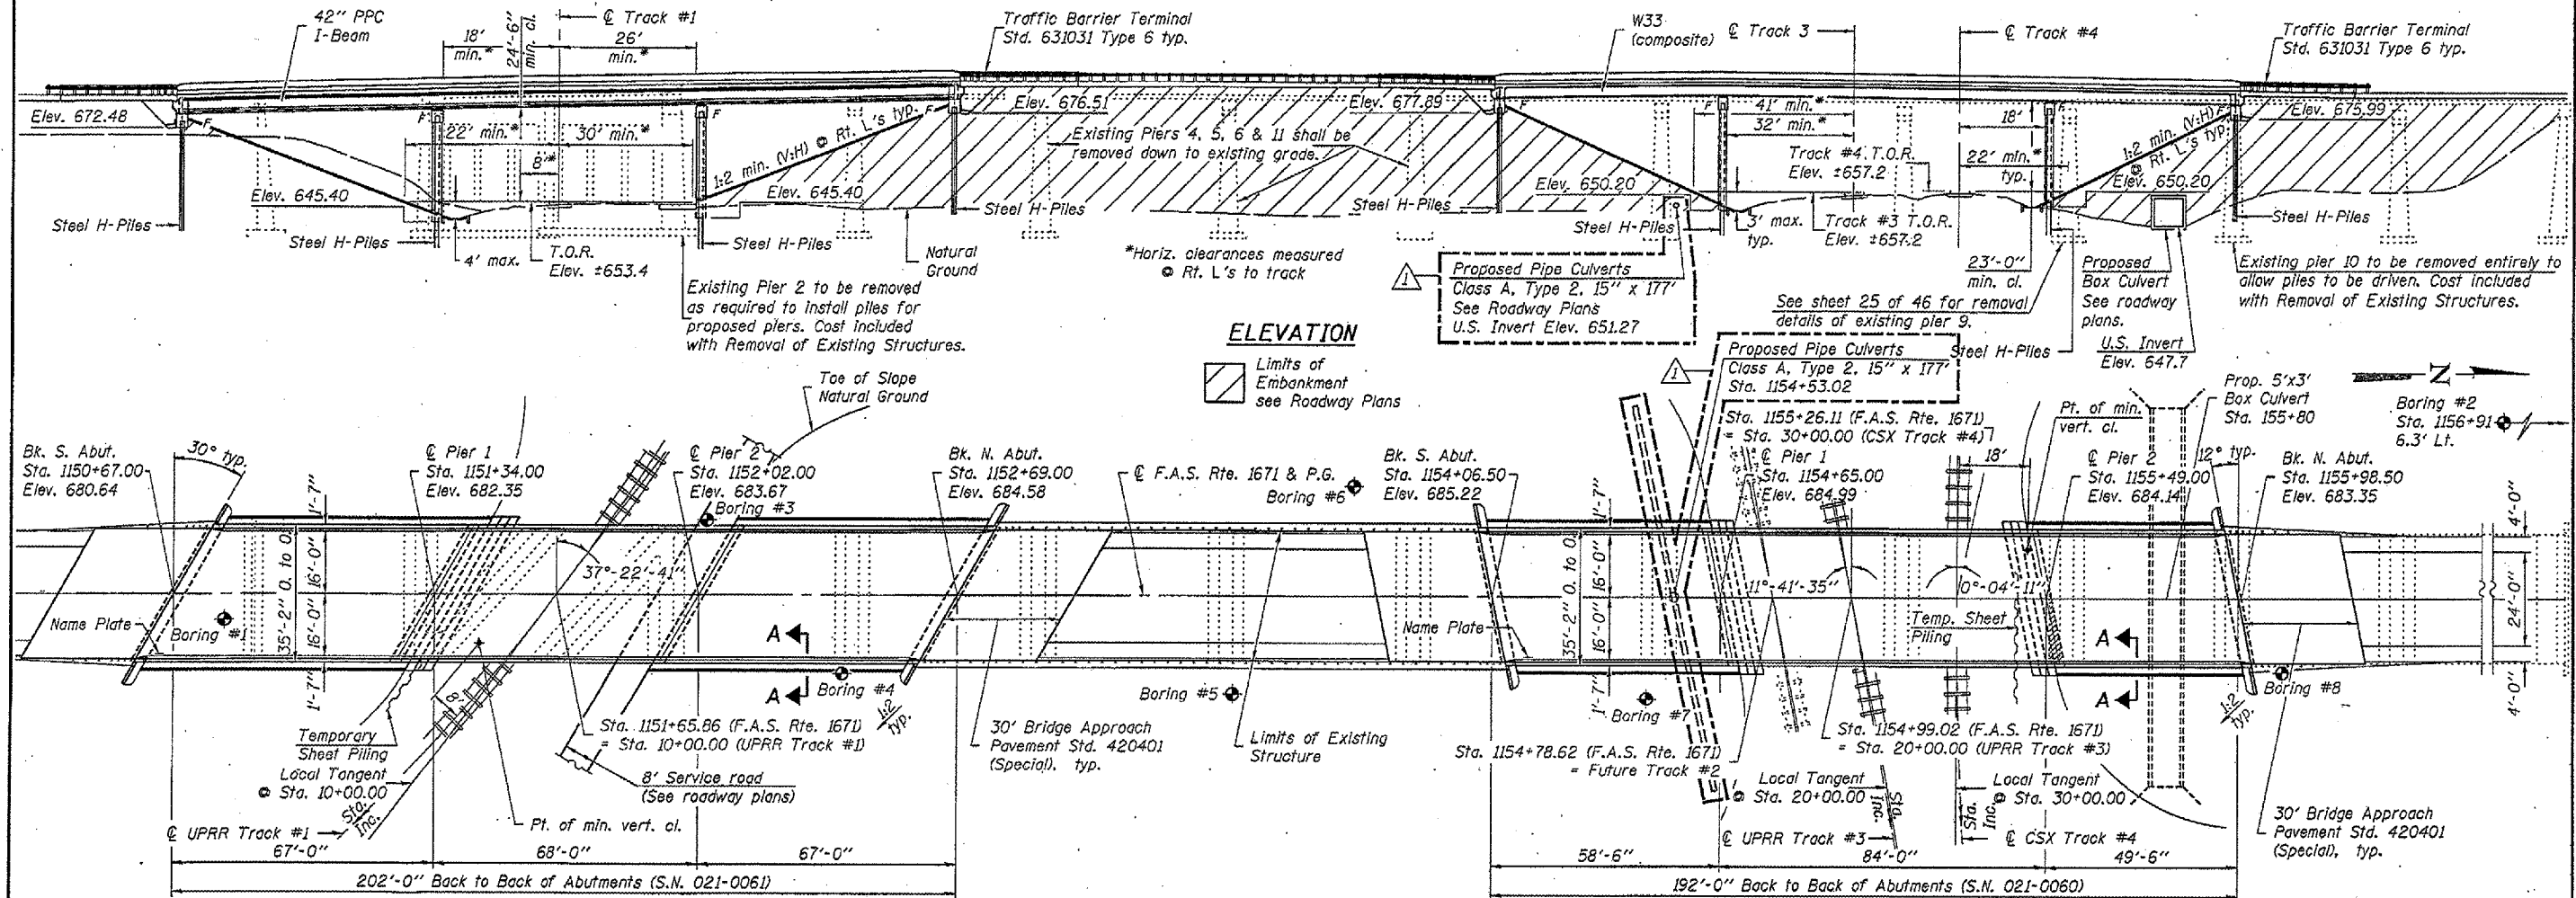 42" PPC
I-Beam
℄ Track #1
18'
min.*
24'-6"
min. cl.
26'
min.*
Traffic Barrier Terminal
Std. 631031 Type 6 typ.
W33
(composite)
℄ Track 3
℄ Track #4
Traffic Barrier Terminal
Std. 631031 Type 6 typ.
Elev. 672.48
F
F
F
F
22' min.*
30' min.*
8'*
1:2 min. (V:H) @ Rt. L's typ.
Elev. 676.51
Elev. 677.89
Existing Piers 4, 5, 6 & 11 shall be
removed down to existing grade.
F
F
41' min.*
32' min.*
18'
F
F
Elev. 675.99
1:2 min. (V:H)
@ Rt. L's typ.
22' min.*
typ.
Track #4 T.O.R.
Elev. ±657.2
Elev. 645.40
Elev. 645.40
Elev. 650.20
Elev. 650.20
Steel H-Piles
Steel H-Piles
Steel H-Piles
Steel H-Piles
Steel H-Piles
Steel H-Piles
Steel H-Piles
4' max.
T.O.R.
Elev. ±653.4
Natural
Ground
*Horiz. clearances measured
@ Rt. L's to track
3' max.
typ.
Track #3 T.O.R.
Elev. ±657.2
Existing Pier 2 to be removed
as required to install piles for
proposed piers. Cost included
with Removal of Existing Structures.
1
Proposed Pipe Culverts
Class A, Type 2, 15" x 177'
See Roadway Plans
U.S. Invert Elev. 651.27
23'-0"
min. cl.
See sheet 25 of 46 for removal
details of existing pier 9.
Proposed
Box Culvert
See roadway
plans.
Existing pier 10 to be removed entirely to
allow piles to be driven. Cost included
with Removal of Existing Structures.
Steel H-Piles
U.S. Invert
Elev. 647.7
ELEVATION
Limits of
Embankment
see Roadway Plans
1
Proposed Pipe Culverts
Class A, Type 2, 15" x 177'
Sta. 1154+53.02
N
Toe of Slope
Natural Ground
Bk. S. Abut.
Sta. 1150+67.00
Elev. 680.64
30° typ.
℄ Pier 1
Sta. 1151+34.00
Elev. 682.35
℄ Pier 2
Sta. 1152+02.00
Elev. 683.67
Boring #3
Bk. N. Abut.
Sta. 1152+69.00
Elev. 684.58
℄ F.A.S. Rte. 1671 & P.G.
Boring #6
Bk. S. Abut.
Sta. 1154+06.50
Elev. 685.22
Sta. 1155+26.11 (F.A.S. Rte. 1671)
= Sta. 30+00.00 (CSX Track #4)
℄ Pier 1
Sta. 1154+65.00
Elev. 684.99
Pt. of min.
vert. cl.
18'
℄ Pier 2
Sta. 1155+49.00
Elev. 684.14
Prop. 5'x3'
Box Culvert
Sta. 155+80
12° typ.
Boring #2
Sta. 1156+91
6.3' Lt.
Bk. N. Abut.
Sta. 1155+98.50
Elev. 683.35
1'-7"
1'-7"
35'-2" O. to O.
16'-0"
16'-0"
37°-22'-41"
35'-2" O. to O.
16'-0"
16'-0"
11°-41'-35"
0°-04'-11"
4'-0"
24'-0"
4'-0"
Name Plate
Boring #1
A
A
Name Plate
Temp. Sheet
Piling
A
A
1'-7"
8'
Boring #4
1:2
typ.
Boring #5
1'-7"
Boring #7
Boring #8
1:2
typ.
Temporary
Sheet Piling
Local Tangent
@ Sta. 10+00.00
Sta.
Inc.
℄ UPRR Track #1
Sta. 1151+65.86 (F.A.S. Rte. 1671)
= Sta. 10+00.00 (UPRR Track #1)
8' Service road
(See roadway plans)
Pt. of min. vert. cl.
30' Bridge Approach
Pavement Std. 420401
(Special), typ.
Limits of Existing
Structure
Sta. 1154+78.62 (F.A.S. Rte. 1671)
= Future Track #2
Sta. 1154+99.02 (F.A.S. Rte. 1671)
= Sta. 20+00.00 (UPRR Track #3)
Local Tangent
@ Sta. 20+00.00
Sta.
Inc.
Local Tangent
@ Sta. 30+00.00
Sta.
Inc.
℄ UPRR Track #3
℄ CSX Track #4
30' Bridge Approach
Pavement Std. 420401
(Special), typ.
67'-0"
68'-0"
67'-0"
58'-6"
84'-0"
49'-6"
202'-0" Back to Back of Abutments (S.N. 021-0061)
192'-0" Back to Back of Abutments (S.N. 021-0060)